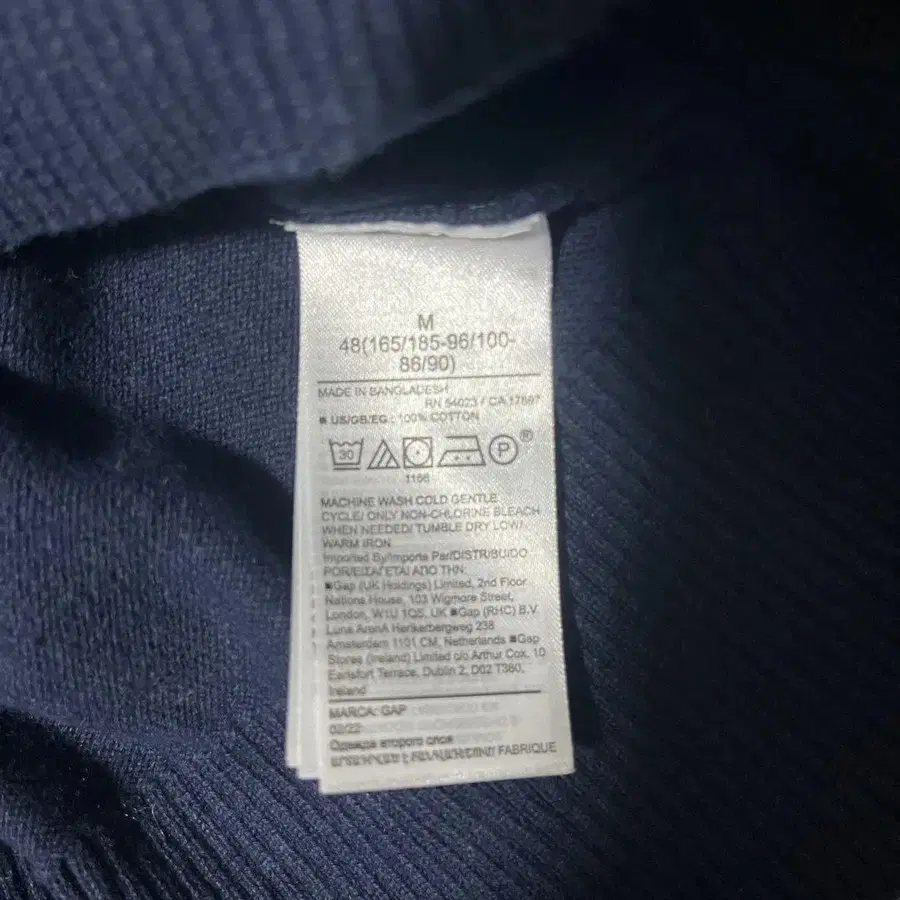 M
48(165/185-96/100-
86/90)
MADE IN BANGLADESH
RN 54023 / CA 17897
■ US/GB/EG : 100% COTTON
30 P ®
1166
MACHINE WASH COLD GENTLE
CYCLE/ ONLY NON-CHLORINE BLEACH
WHEN NEEDED/ TUMBLE DRY LOW/
WARM IRON
Imported By/Importe Par/DISTRIBUIDO
POR/ΕΙΣΑΓΕΤΑΙ ΑΠΟ ΤΗΝ:
■Gap (UK Holdings) Limited, 2nd Floor
Nations House, 103 Wigmore Street,
London, W1U 1QS, UK ■Gap (RHC) B.V.
Luna ArenA Herikerbergweg 238
Amsterdam 1101 CM, Netherlands ■Gap
Stores (Ireland) Limited c/o Arthur Cox, 10
Earlsfort Terrace, Dublin 2, D02 T380,
Ireland
MARCA: GAP
02/22
Одежда второго слоя
FABRIQUE